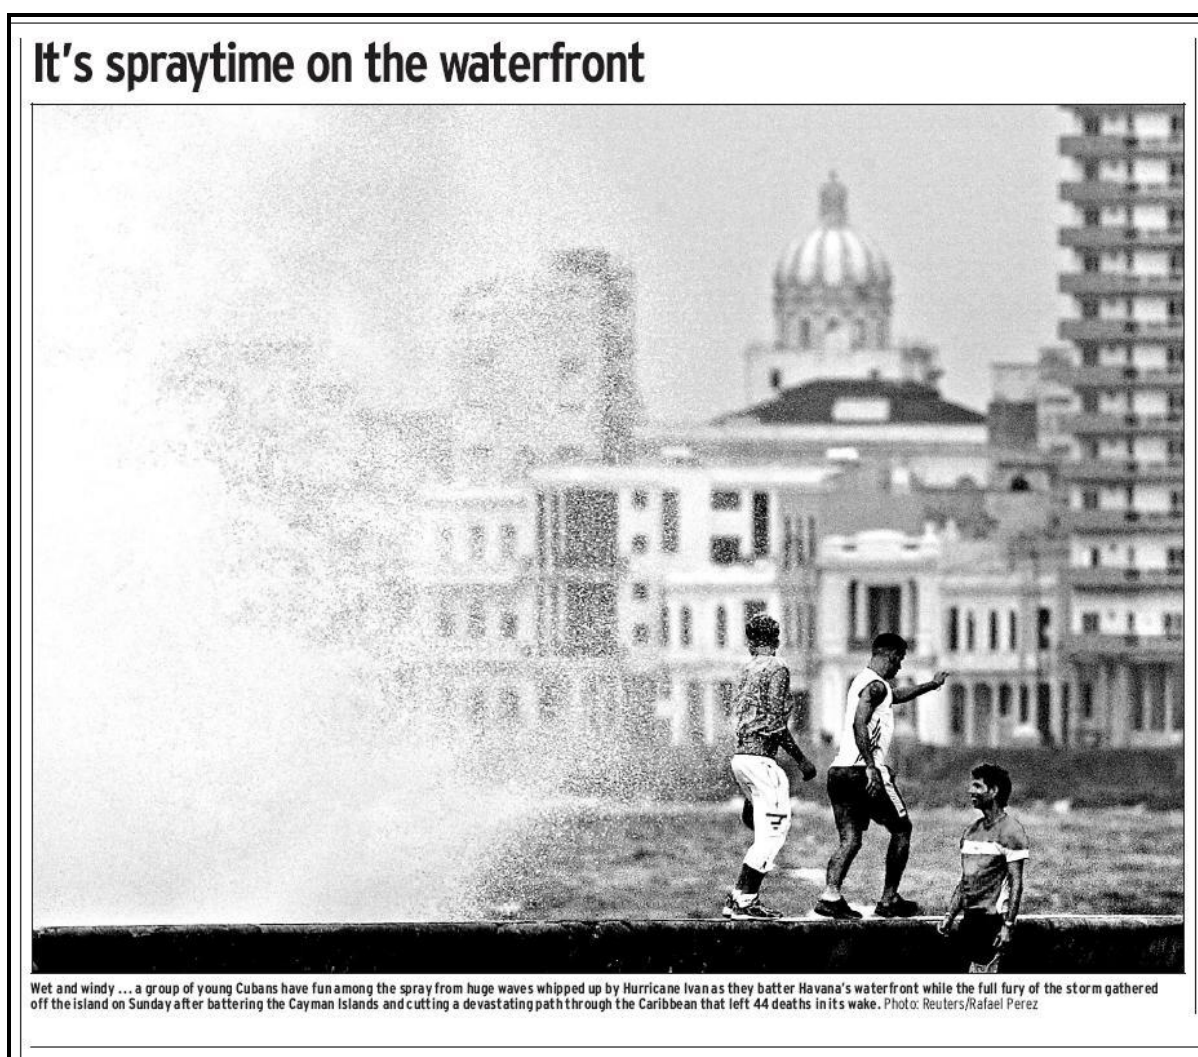 It's spraytime on the waterfront
Wet and windy ... a group of young Cubans have fun among the spray from huge waves whipped up by Hurricane Ivan as they batter Havana's waterfront while the full fury of the storm gathered
off the island on Sunday after battering the Cayman Islands and cutting a devastating path through the Caribbean that left 44 deaths in its wake. Photo: Reuters/Rafael Perez